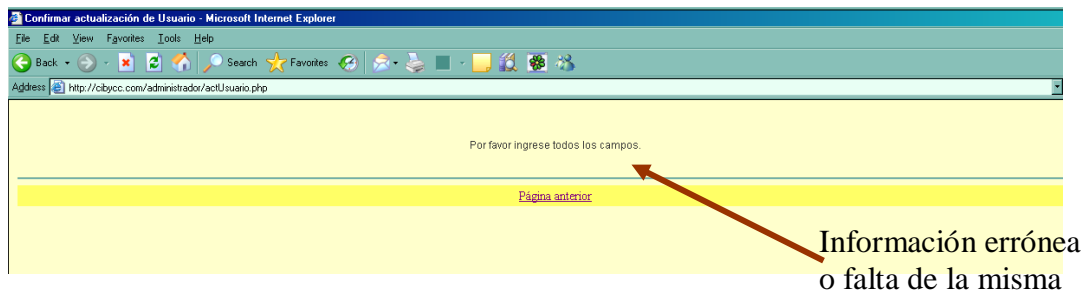 Confirmar actualización de Usuario - Microsoft Internet Explorer
File Edit View Favorites Tools Help
Back Search Favorites
Address http://cibycc.com/administrador/actUsuario.php
Por favor ingrese todos los campos.
Página anterior
Información errónea
o falta de la misma